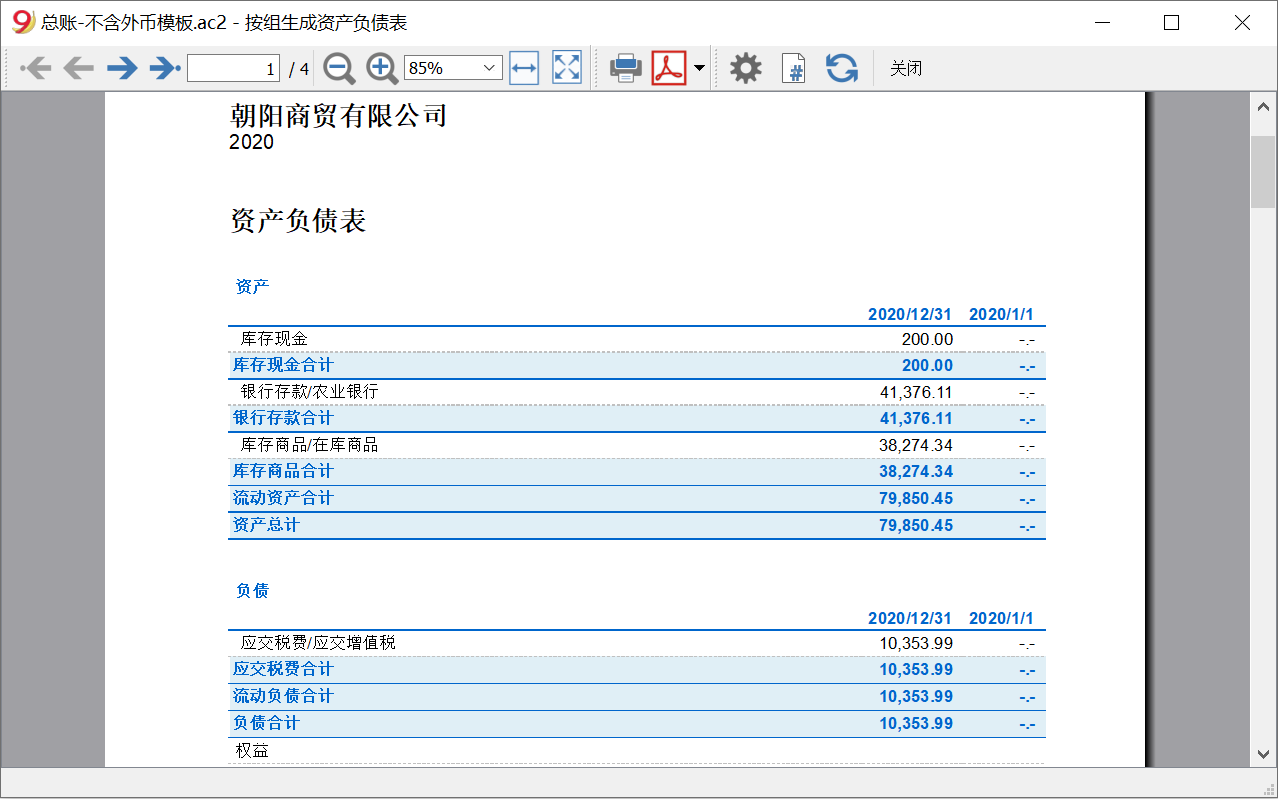 总账-不含外币模板.ac2 - 按组生成资产负债表
1 / 4 85% 关闭
朝阳商贸有限公司
2020
资产负债表
资产
2020/12/31 2020/1/1
库存现金 200.00 -.-
库存现金合计 200.00 -.-
银行存款/农业银行 41,376.11 -.-
银行存款合计 41,376.11 -.-
库存商品/在库商品 38,274.34 -.-
库存商品合计 38,274.34 -.-
流动资产合计 79,850.45 -.-
资产总计 79,850.45 -.-
负债
2020/12/31 2020/1/1
应交税费/应交增值税 10,353.99 -.-
应交税费合计 10,353.99 -.-
流动负债合计 10,353.99 -.-
负债合计 10,353.99 -.-
权益